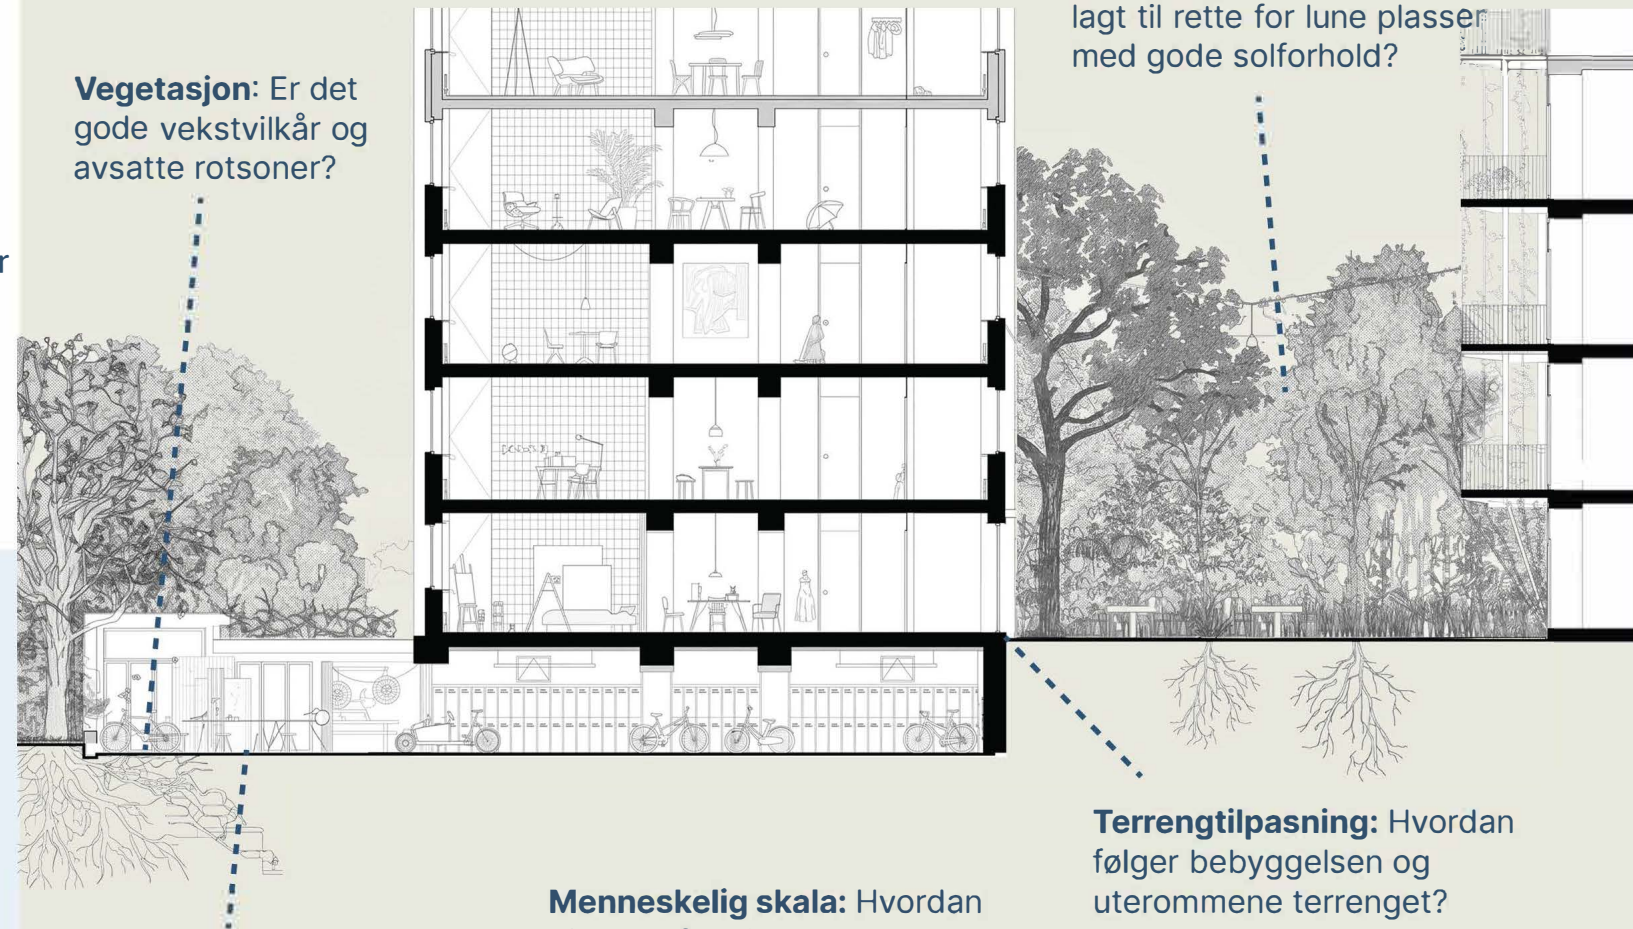 lagt til rette for lune plasser
med gode solforhold?
Vegetasjon: Er det
gode vekstvilkår og
avsatte rotsoner?
r
Terrengtilpasning: Hvordan
følger bebyggelsen og
uterommene terrenget?
Menneskelig skala: Hvordan